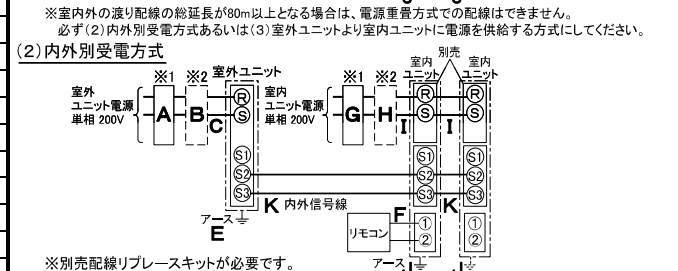 ※室内外の渡り配線の総延長が80m以上となる場合は、電源重畳方式での配線はできません。
必ず(2)内外別受電方式あるいは(3)室外ユニットより室内ユニットに電源を供給する方式にしてください。
(2)内外別受電方式
別売
※1 ※2 室外ユニット ※1 ※2 室内ユニット 室内ユニット
室外
ユニット電源
単相 200V
A B C
R
S
S1
S2
S3
室内
ユニット電源
単相 200V
G H I I
R R
S S
S1 S1
S2 S2
S3 S3
K 内外信号線 K
アース
E
リモコン
F
① ①
② ②
アース
※別売配線リプレースキットが必要です。